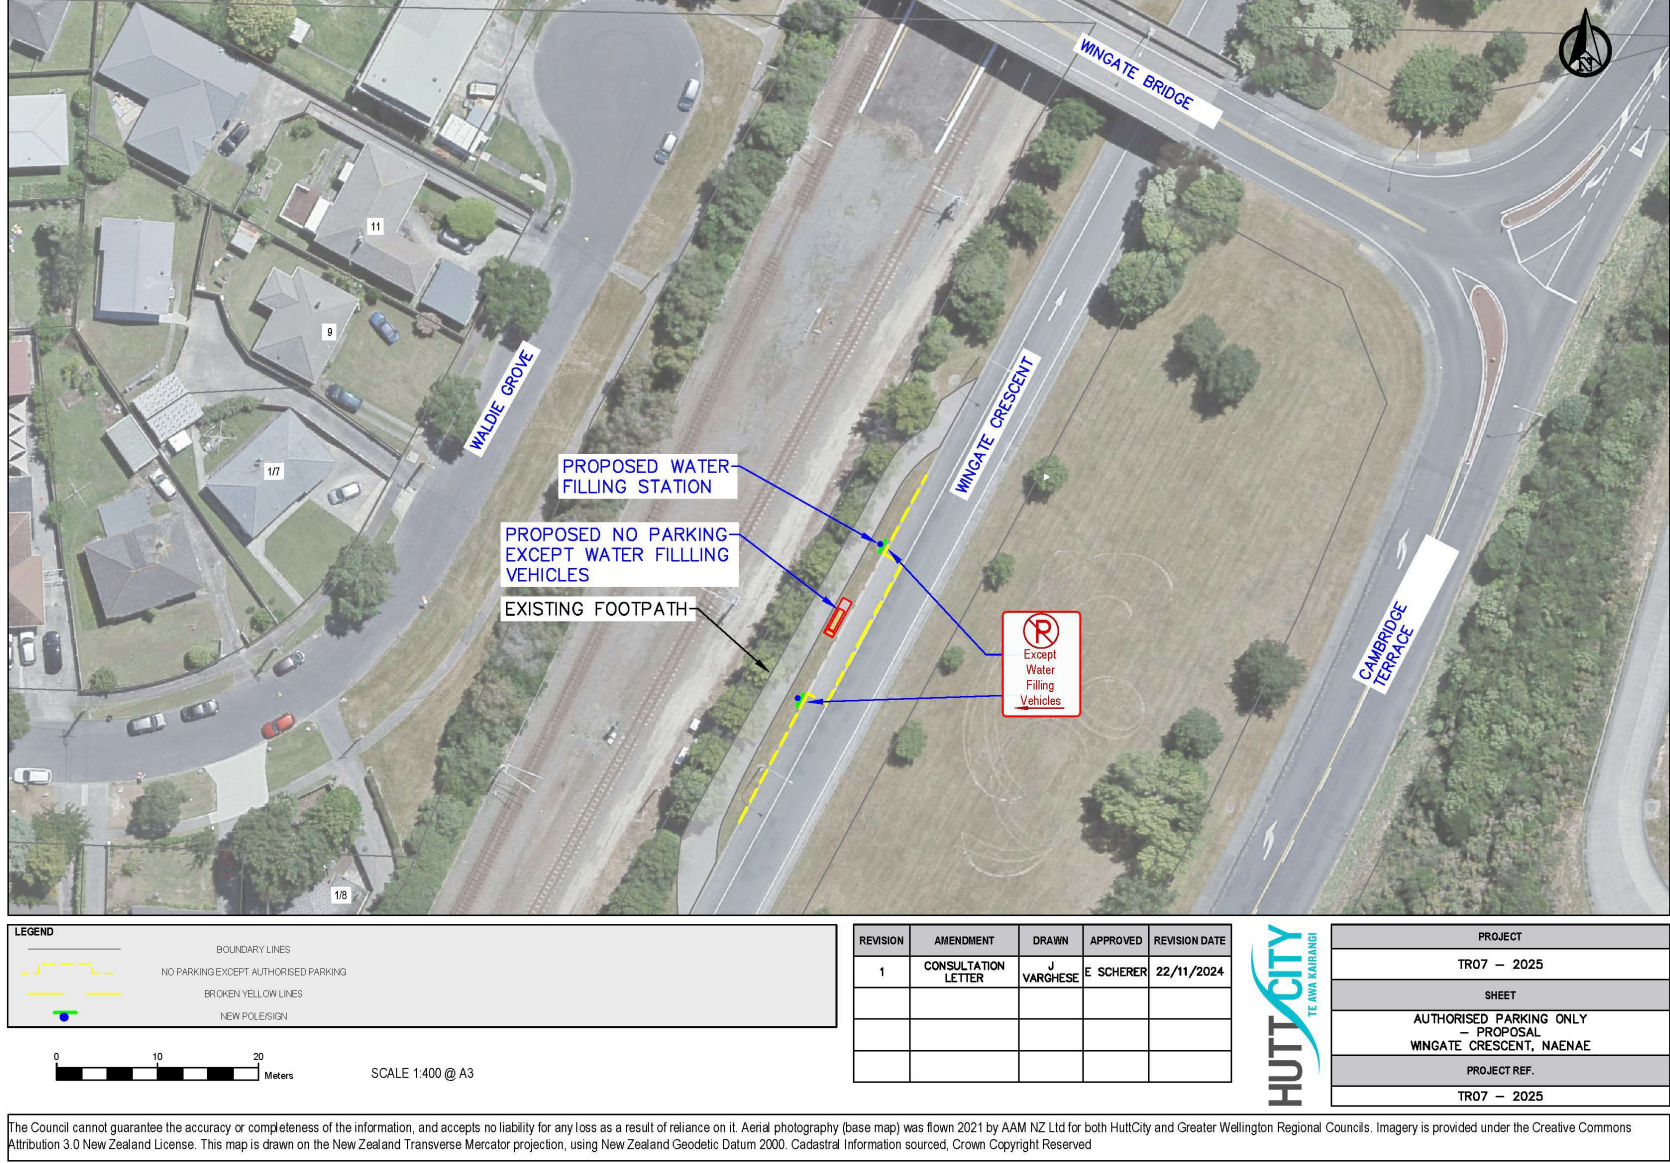 WINGATE BRIDGE
N
11
9
WALDIE GROVE
WINGATE CRESCENT
1/7
PROPOSED WATER
FILLING STATION
PROPOSED NO PARKING
EXCEPT WATER FILLLING
VEHICLES
EXISTING FOOTPATH
P
Except
Water
Filling
Vehicles
CAMBRIDGE
TERRACE
1/8
LEGEND
BOUNDARY LINES
NO PARKING EXCEPT AUTHORISED PARKING
BROKEN YELLOW LINES
NEW POLE/SIGN
0 10 20
Meters
SCALE 1:400 @ A3
REVISION AMENDMENT DRAWN APPROVED REVISION DATE
1 CONSULTATION LETTER J VARGHESE E SCHERER 22/11/2024
HUTT CITY
TE AWA KAIRANGI
PROJECT
TR07 – 2025
SHEET
AUTHORISED PARKING ONLY
– PROPOSAL
WINGATE CRESCENT, NAENAE
PROJECT REF.
TR07 – 2025
The Council cannot guarantee the accuracy or completeness of the information, and accepts no liability for any loss as a result of reliance on it. Aerial photography (base map) was flown 2021 by AAM NZ Ltd for both HuttCity and Greater Wellington Regional Councils. Imagery is provided under the Creative Commons
Attribution 3.0 New Zealand License. This map is drawn on the New Zealand Transverse Mercator projection, using New Zealand Geodetic Datum 2000. Cadastral Information sourced, Crown Copyright Reserved